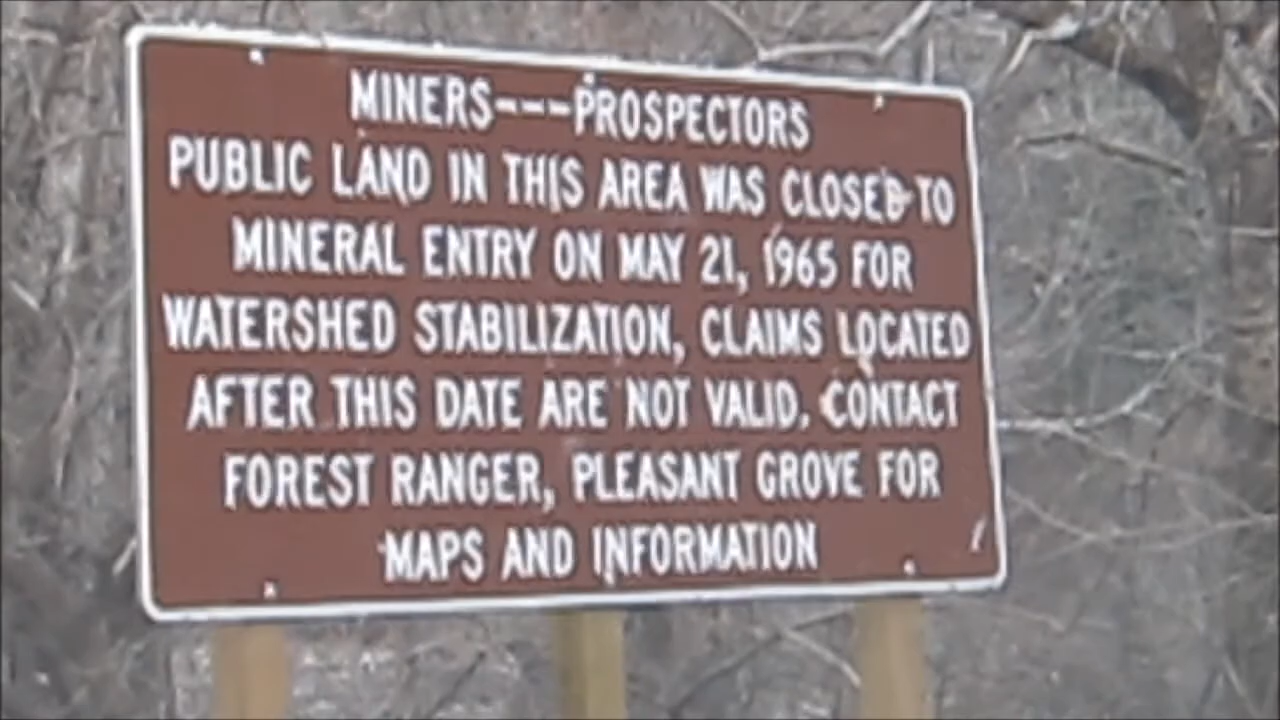 MINERS---PROSPECTORS
PUBLIC LAND IN THIS AREA WAS CLOSED TO
MINERAL ENTRY ON MAY 21, 1965 FOR
WATERSHED STABILIZATION, CLAIMS LOCATED
AFTER THIS DATE ARE NOT VALID. CONTACT
FOREST RANGER, PLEASANT GROVE FOR
MAPS AND INFORMATION